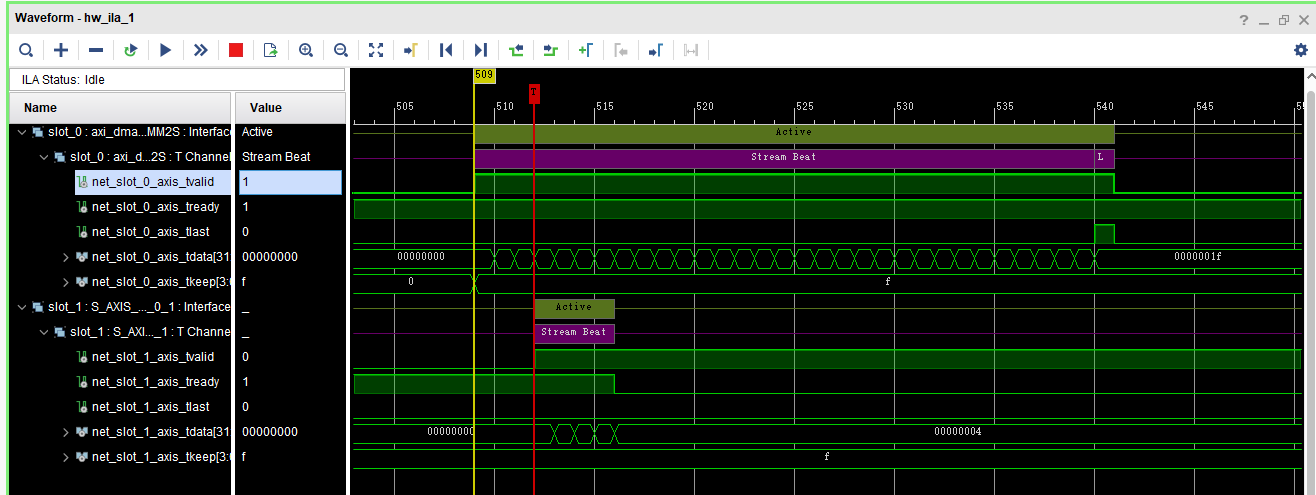 Waveform - hw_ila_1
ILA Status: Idle
Name Value
509
T
505 510 515 520 525 530 535 540 545 55
slot_0 : axi_dma...MM2S : Interface Active Active
slot_0 : axi_d...2S : T Channel Stream Beat Stream Beat L
net_slot_0_axis_tvalid 1
net_slot_0_axis_tready 1
net_slot_0_axis_tlast 0
net_slot_0_axis_tdata[31 00000000 00000000 0000001f
net_slot_0_axis_tkeep[3:0 f 0 f
slot_1 : S_AXIS_..._0_1 : Interface _ Active
slot_1 : S_AXI..._1 : T Channel _ Stream Beat
net_slot_1_axis_tvalid 0
net_slot_1_axis_tready 1
net_slot_1_axis_tlast 0
net_slot_1_axis_tdata[31 00000000 00000000 00000004
net_slot_1_axis_tkeep[3:0 f f